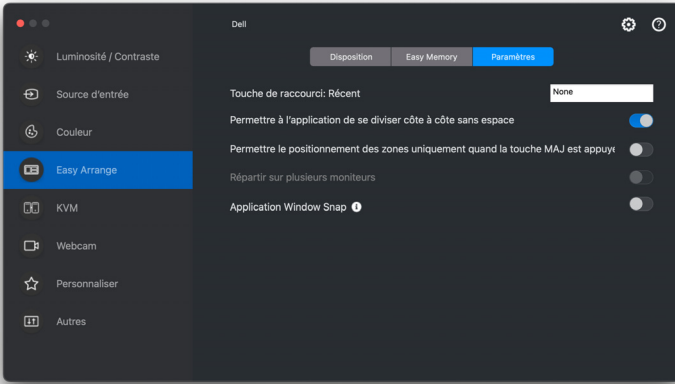 Dell
Luminosité / Contraste
Source d'entrée
Couleur
Easy Arrange
KVM
Webcam
Personnaliser
Autres
Disposition
Easy Memory
Paramètres
Touche de raccourci: Récent
None
Permettre à l'application de se diviser côte à côte sans espace
Permettre le positionnement des zones uniquement quand la touche MAJ est appuyé
Répartir sur plusieurs moniteurs
Application Window Snap